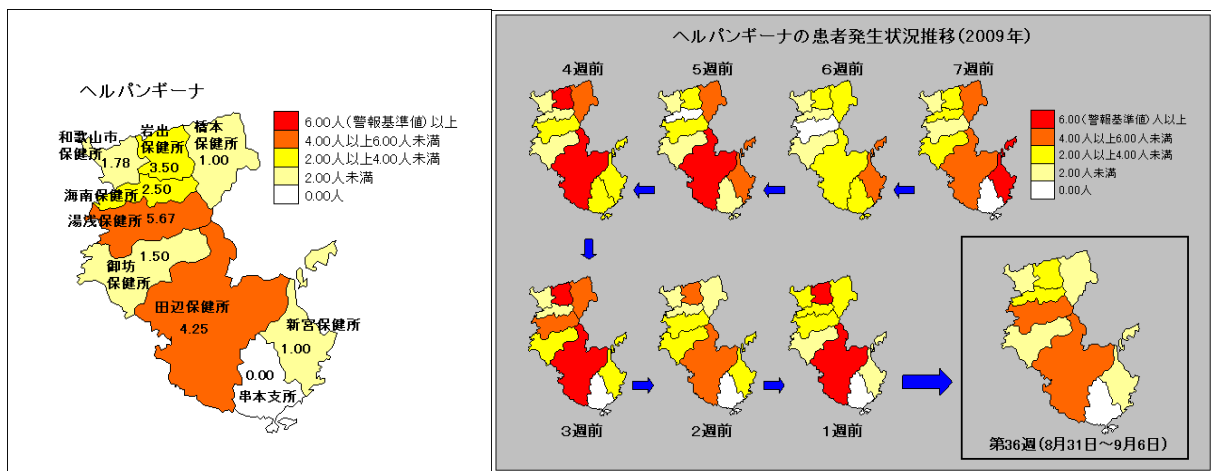 ヘルパンギーナ
6.00人(警報基準値)以上
4.00人以上6.00人未満
2.00人以上4.00人未満
2.00人未満
0.00人
和歌山市
保健所
1.78
岩出
保健所
3.50
橋本
保健所
1.00
海南保健所
2.50
湯浅保健所
5.67
御坊
保健所
1.50
田辺保健所
4.25
新宮保健所
1.00
0.00
串本支所
ヘルパンギーナの患者発生状況推移(2009年)
4週前
5週前
6週前
7週前
6.00(警報基準値)人以上
4.00人以上6.00人未満
2.00人以上4.00人未満
2.00人未満
0.00人
3週前
2週前
1週前
第36週(8月31日～9月6日)